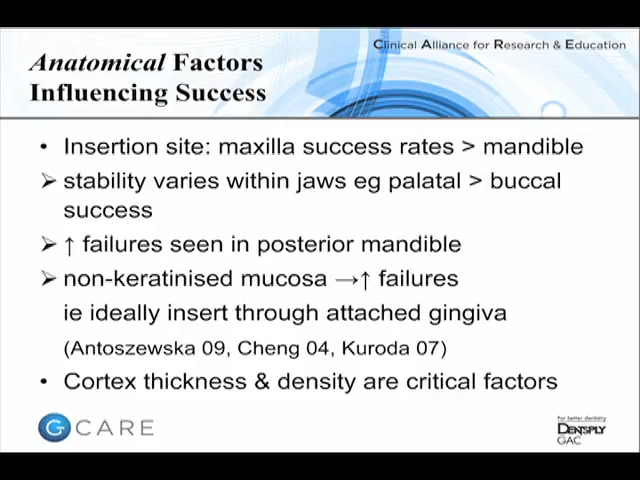 Clinical Alliance for Research & Education
Anatomical Factors
Influencing Success
• Insertion site: maxilla success rates > mandible
➢ stability varies within jaws eg palatal > buccal
success
➢ ↑ failures seen in posterior mandible
➢ non-keratinised mucosa →↑ failures
ie ideally insert through attached gingiva
(Antoszewska 09, Cheng 04, Kuroda 07)
• Cortex thickness & density are critical factors
G CARE
For better dentistry
DENTSPLY
GAC